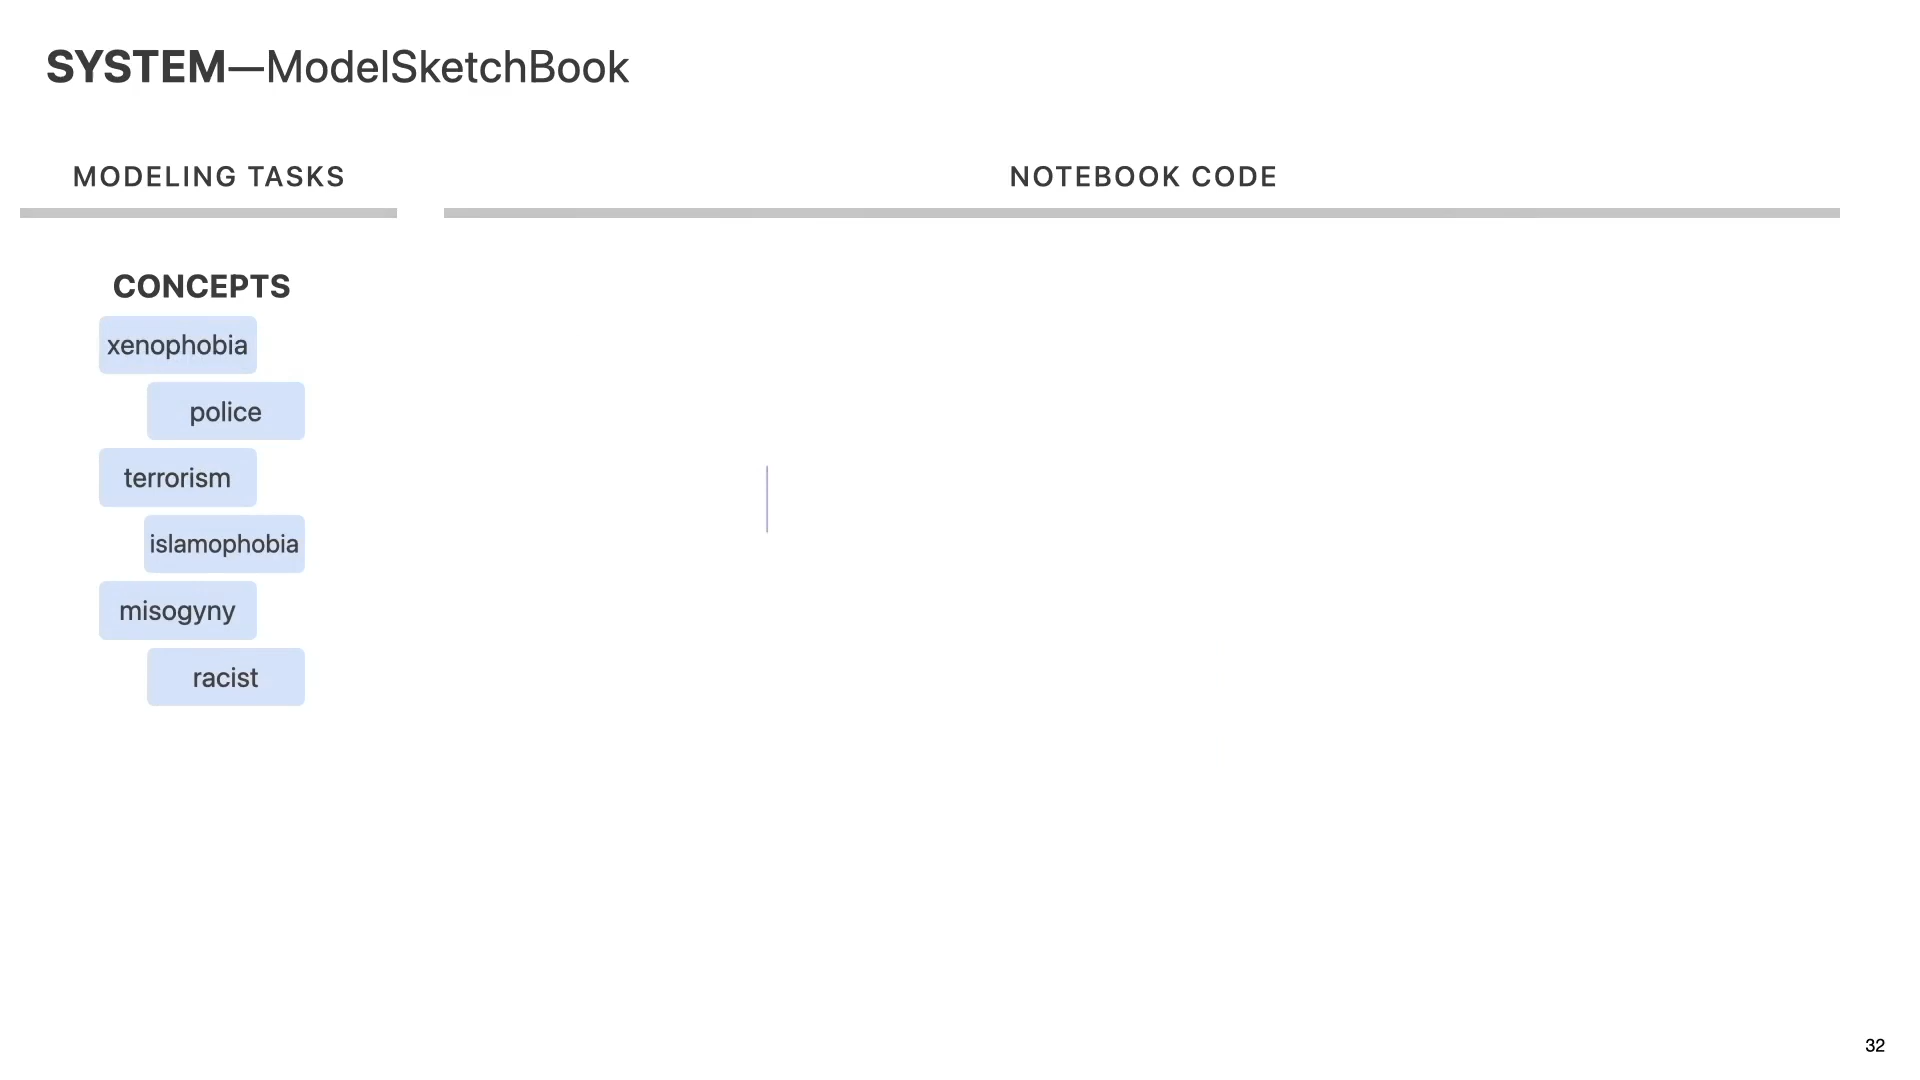 SYSTEM—ModelSketchBook
MODELING TASKS
NOTEBOOK CODE
CONCEPTS
xenophobia
police
terrorism
islamophobia
misogyny
racist
32